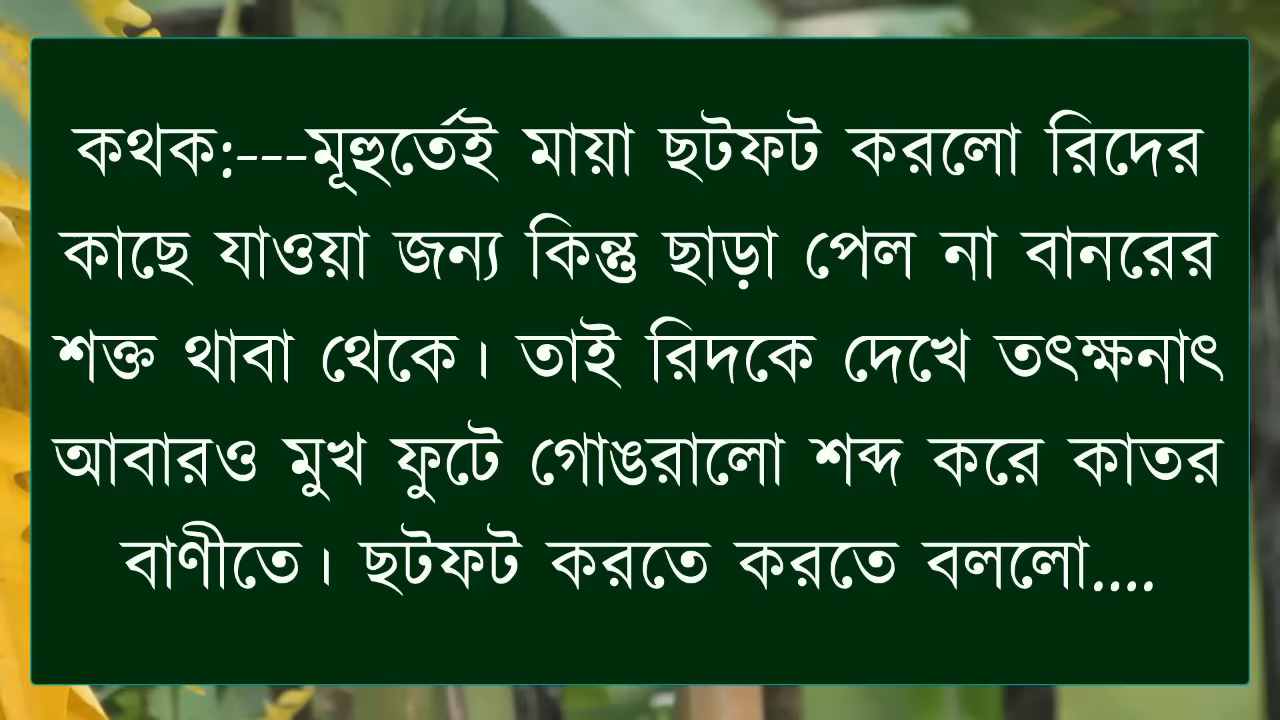 কথক:---মূহুর্তেই মায়া ছটফট করলো রিদের
কাছে যাওয়া জন্য কিন্তু ছাড়া পেল না বানরের
শক্ত থাবা থেকে। তাই রিদকে দেখে তৎক্ষনাৎ
আবারও মুখ ফুটে গোঙরালো শব্দ করে কাতর
বাণীতে। ছটফট করতে করতে বললো....